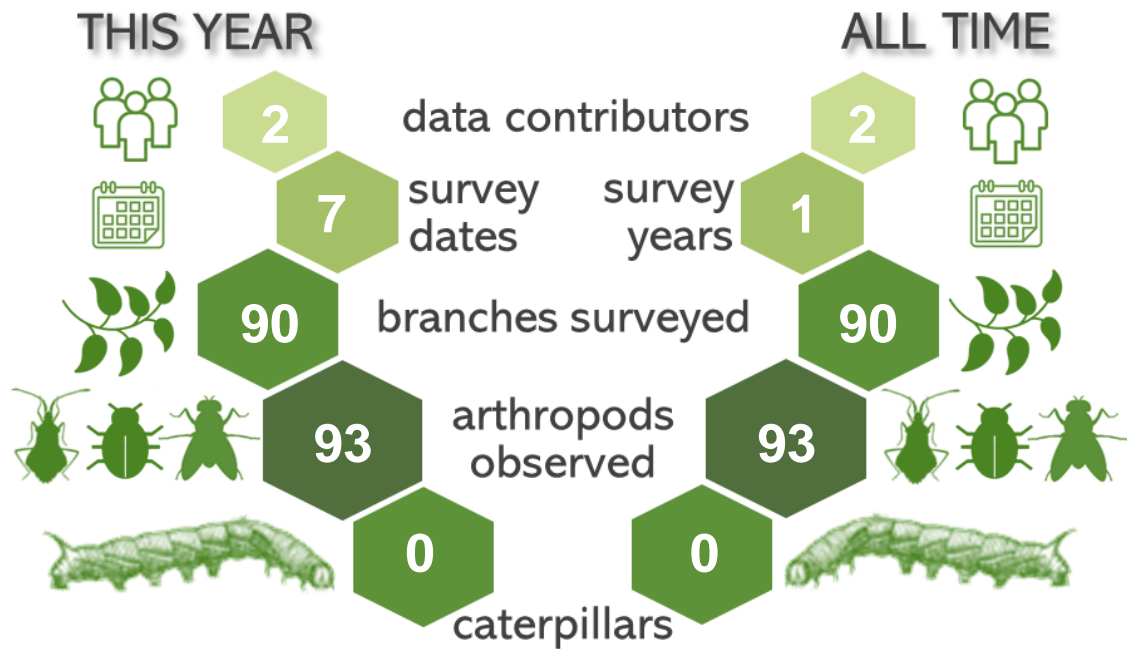 THIS YEAR
ALL TIME
2
data contributors
2
7
survey
dates
survey
years
1
90
branches surveyed
90
93
arthropods
observed
93
0
0
caterpillars